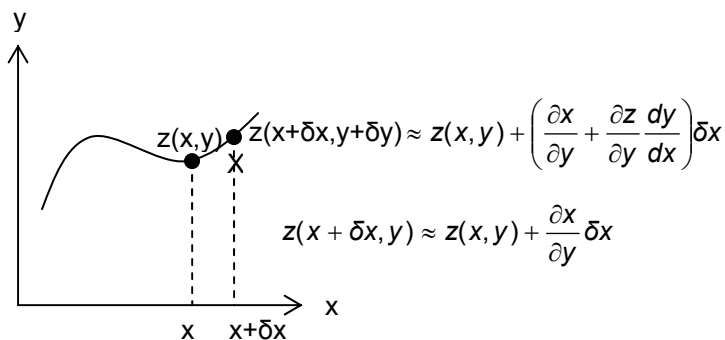 y
z(x,y) z(x+δx,y+δy) ≈ z(x,y) + (∂x/∂y + ∂z/∂y dy/dx) δx
X
z(x + δx, y) ≈ z(x,y) + ∂x/∂y δx
x
x x+δx